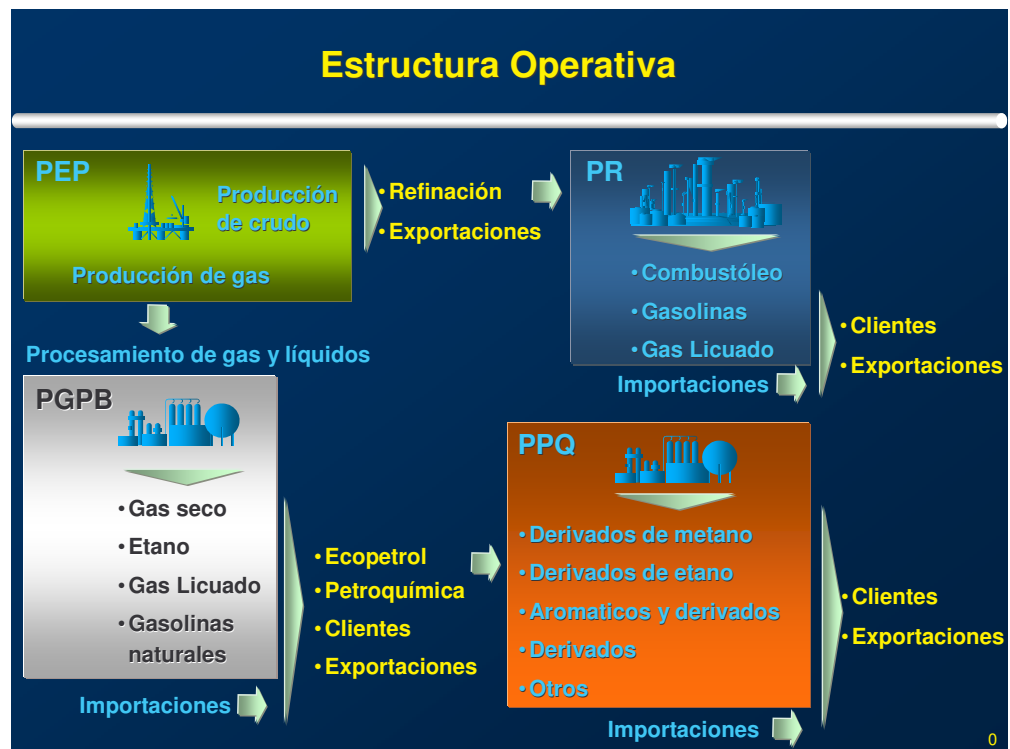 Estructura Operativa
PEP
Producción
de crudo
Producción de gas
• Refinación
• Exportaciones
PR
• Combustóleo
• Gasolinas
• Gas Licuado
Importaciones
• Clientes
• Exportaciones
Procesamiento de gas y líquidos
PGPB
• Gas seco
• Etano
• Gas Licuado
• Gasolinas
naturales
Importaciones
• Ecopetrol
• Petroquímica
• Clientes
• Exportaciones
PPQ
• Derivados de metano
• Derivados de etano
• Aromaticos y derivados
• Derivados
• Otros
Importaciones
• Clientes
• Exportaciones
0